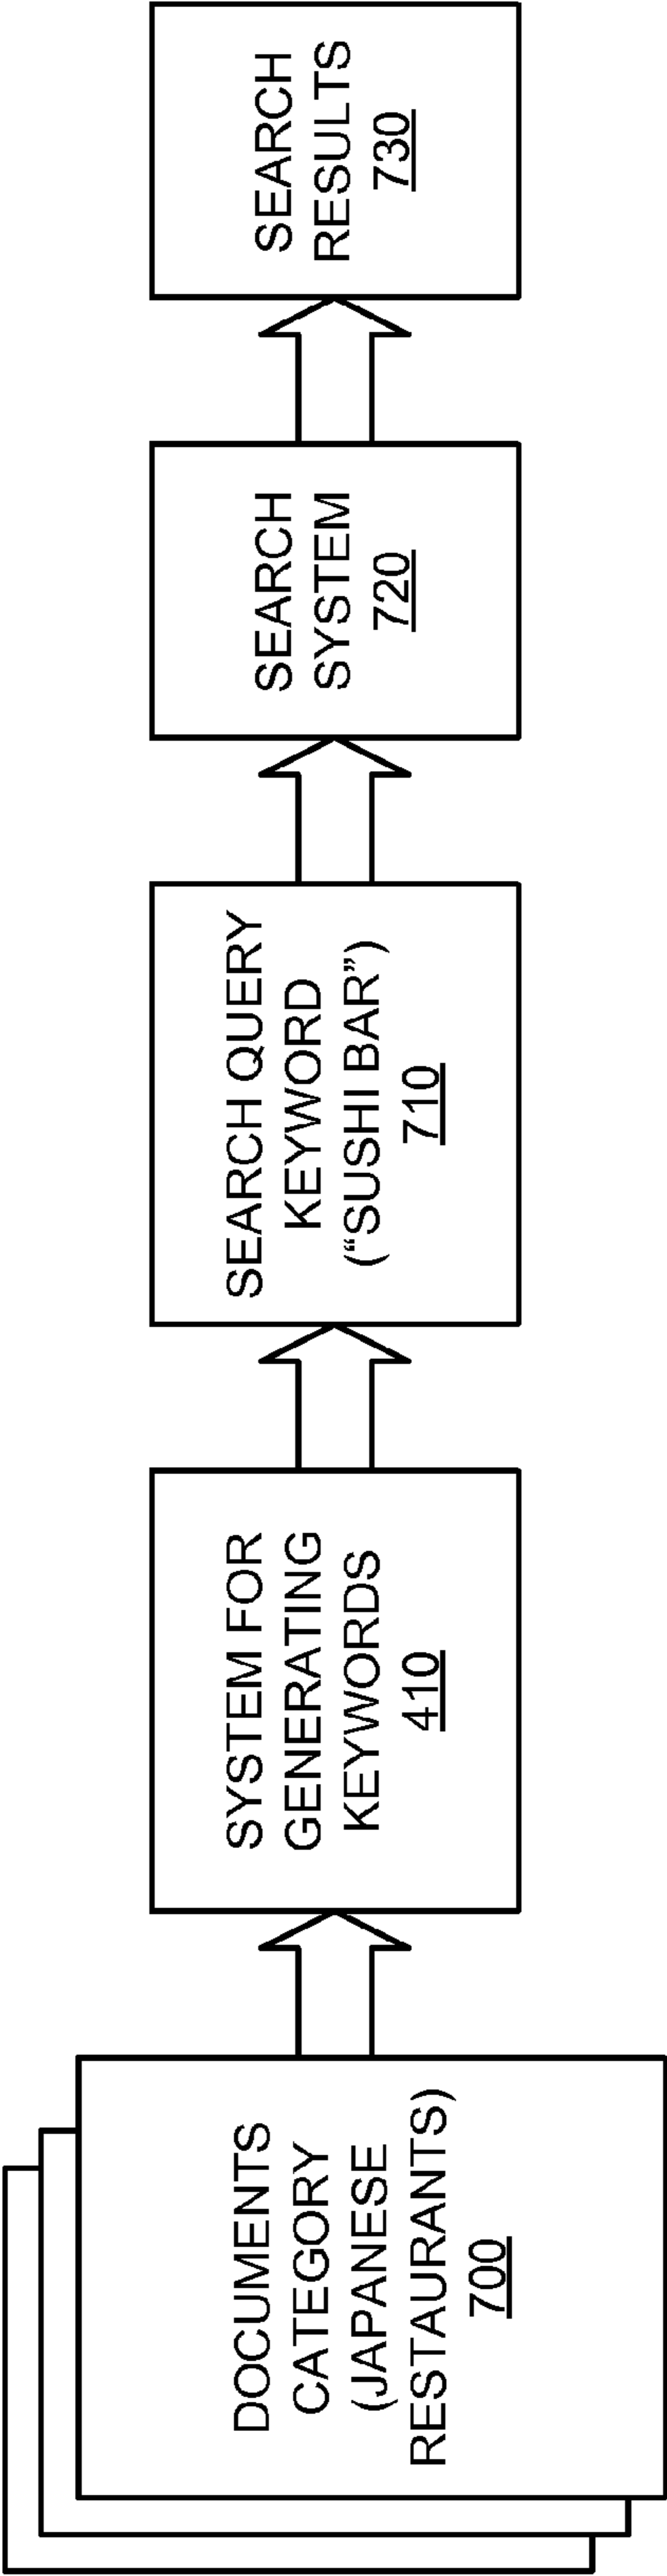 DOCUMENTS
CATEGORY
(JAPANESE
RESTAURANTS)
700
SYSTEM FOR
GENERATING
KEYWORDS
410
SEARCH QUERY
KEYWORD
(“SUSHI BAR”)
710
SEARCH
SYSTEM
720
SEARCH
RESULTS
730